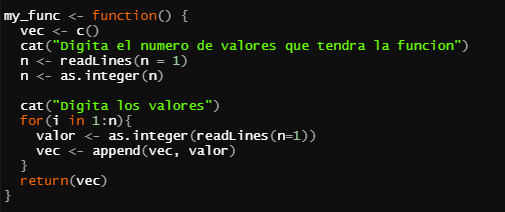 my_func <- function() {
  vec <- c()
  cat("Digita el numero de valores que tendra la funcion")
  n <- readLines(n = 1)
  n <- as.integer(n)

  cat("Digita los valores")
  for(i in 1:n){
    valor <- as.integer(readLines(n=1))
    vec <- append(vec, valor)
  }
  return(vec)
}